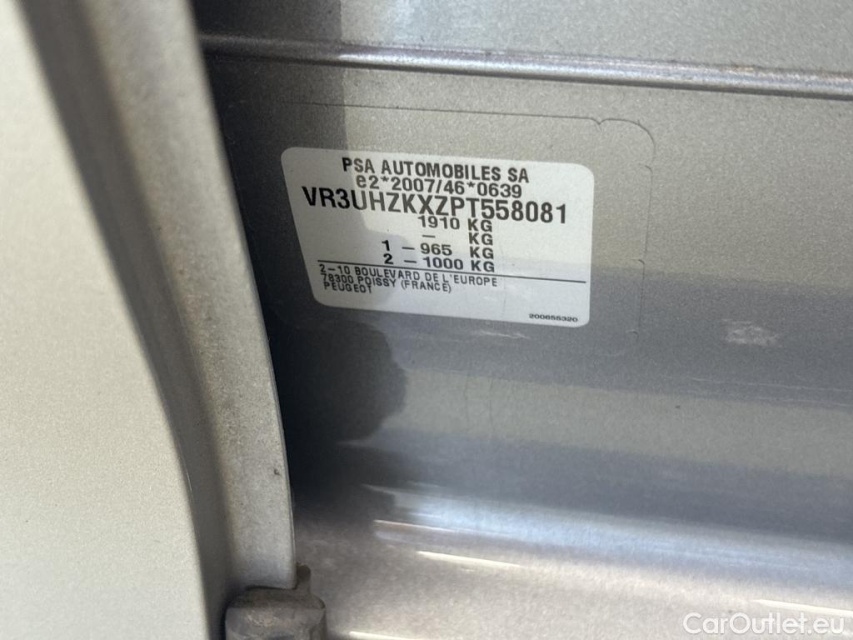 PSA AUTOMOBILES SA
e2*2007/46*0639
VR3UHZKXZPT558081
1910 KG
– KG
1 – 965 KG
2 – 1000 KG
2-10 BOULEVARD DE L'EUROPE
78300 POISSY (FRANCE)
PEUGEOT
200655320
CarOutlet.eu